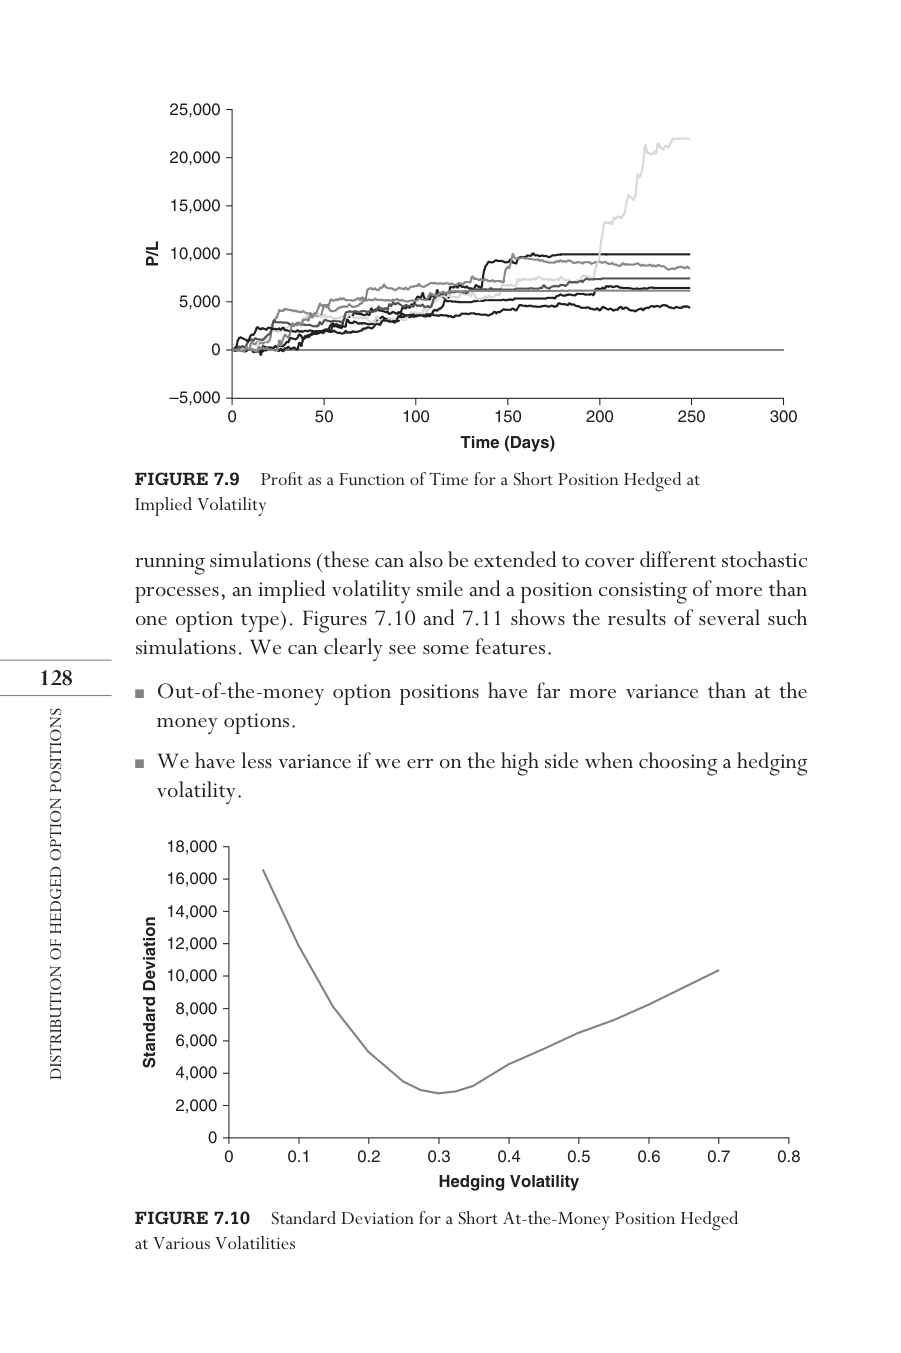 25,000
20,000
15,000
10,000
5,000
0
–5,000
P/L
0 50 100 150 200 250 300
Time (Days)
FIGURE 7.9 Profit as a Function of Time for a Short Position Hedged at
Implied Volatility
running simulations (these can also be extended to cover different stochastic
processes, an implied volatility smile and a position consisting of more than
one option type). Figures 7.10 and 7.11 shows the results of several such
simulations. We can clearly see some features.
128
DISTRIBUTION OF HEDGED OPTION POSITIONS
■ Out-of-the-money option positions have far more variance than at the
money options.
■ We have less variance if we err on the high side when choosing a hedging
volatility.
18,000
16,000
14,000
12,000
10,000
8,000
6,000
4,000
2,000
0
Standard Deviation
0 0.1 0.2 0.3 0.4 0.5 0.6 0.7 0.8
Hedging Volatility
FIGURE 7.10 Standard Deviation for a Short At-the-Money Position Hedged
at Various Volatilities